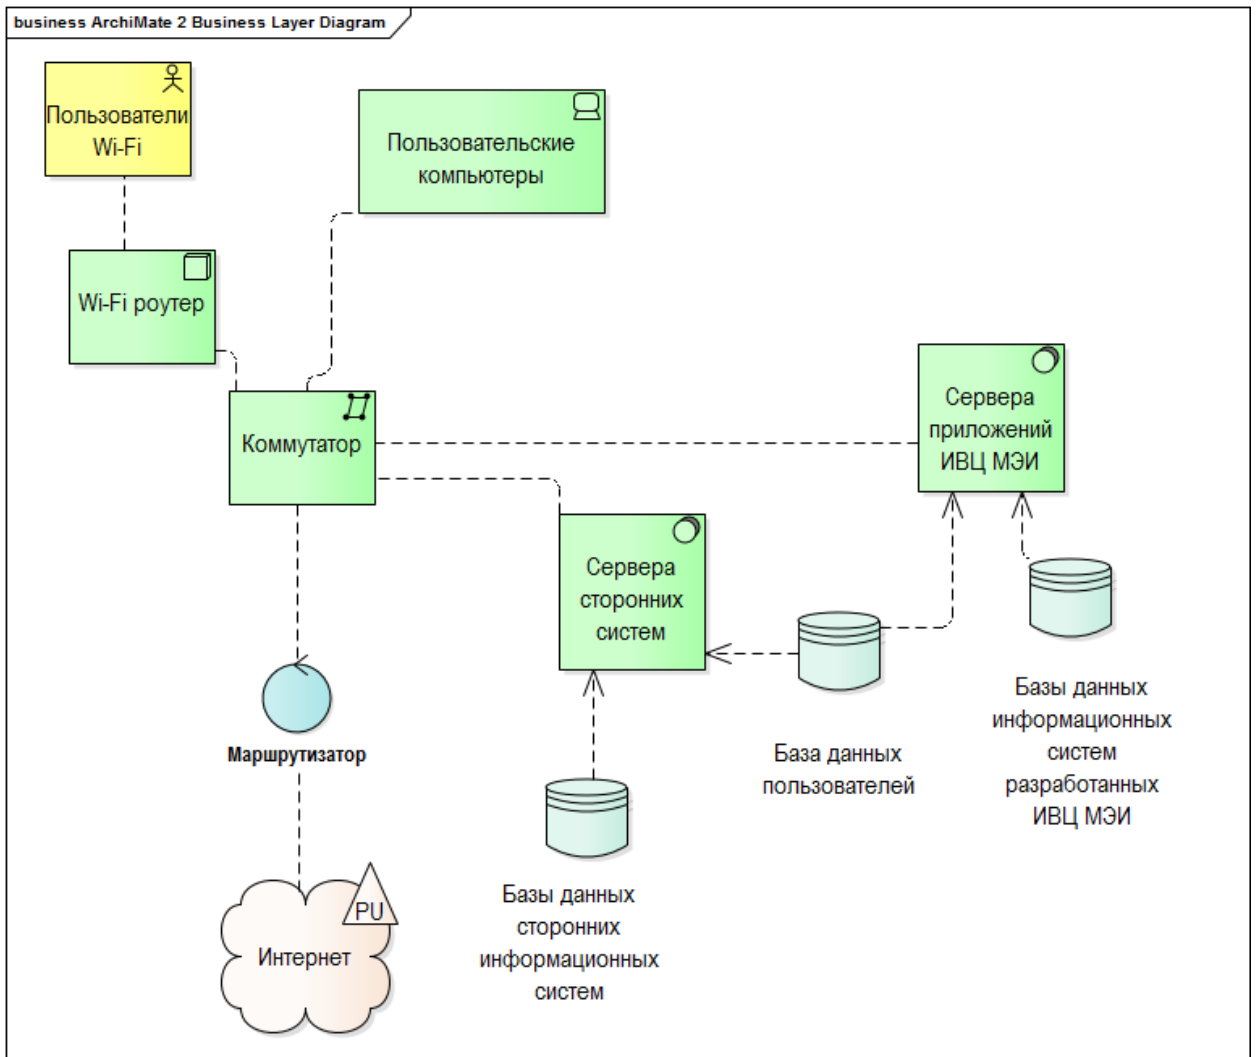 business ArchiMate 2 Business Layer Diagram
Пользователи
Wi-Fi
Пользовательские
компьютеры
Wi-Fi роутер
Коммутатор
Сервера
приложений
ИВЦ МЭИ
Сервера
сторонних
систем
Маршрутизатор
База данных
пользователей
Базы данных
информационных
систем
разработанных
ИВЦ МЭИ
Базы данных
сторонних
информационных
систем
PU
Интернет